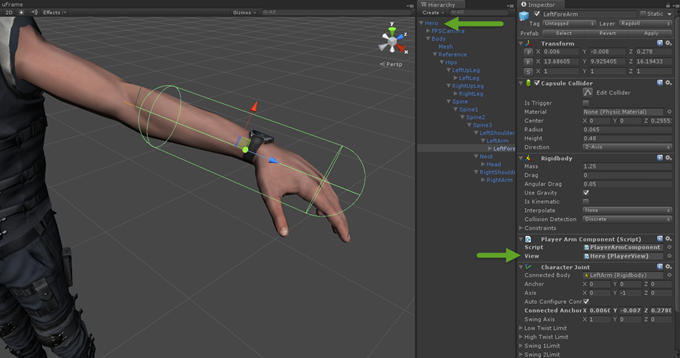 uFrame
2D
Effects
Gizmos
All
y
x
z
Persp
Hierarchy
Create
All
Hero
FPSCamera
Body
Mesh
Reference
Hips
LeftUpLeg
LeftLeg
RightUpLeg
RightLeg
Spine
Spine1
Spine2
Spine3
LeftShoulder
LeftArm
LeftFore
Neck
Head
RightShould
RightArm
Inspector
LeftForeArm Static
Tag Untagged Layer Ragdoll
Prefab Select Revert Apply
Transform
P X 0.006 Y -0.008 Z 0.278
R X 13.68605 Y 9.925405 Z 16.19433
S X 1 Y 1 Z 1
Capsule Collider
Edit Collider
Is Trigger
Material None (Physic Material)
Center X 0 Y 0 Z 0.2555
Radius 0.065
Height 0.48
Direction Z-Axis
Rigidbody
Mass 1.25
Drag 0
Angular Drag 0.05
Use Gravity
Is Kinematic
Interpolate None
Collision Detection Discrete
Constraints
Player Arm Component (Script)
Script PlayerArmComponent
View Hero (PlayerView)
Character Joint
Connected Body LeftArm (Rigidbody)
Anchor X 0 Y 0 Z 0
Axis X 0 Y -1 Z 0
Auto Configure Conn
Connected Anchor X 0.006 Y -0.007 Z 0.278
Swing Axis X 1 Y 0 Z 0
Low Twist Limit
High Twist Limit
Swing 1Limit
Swing 2Limit